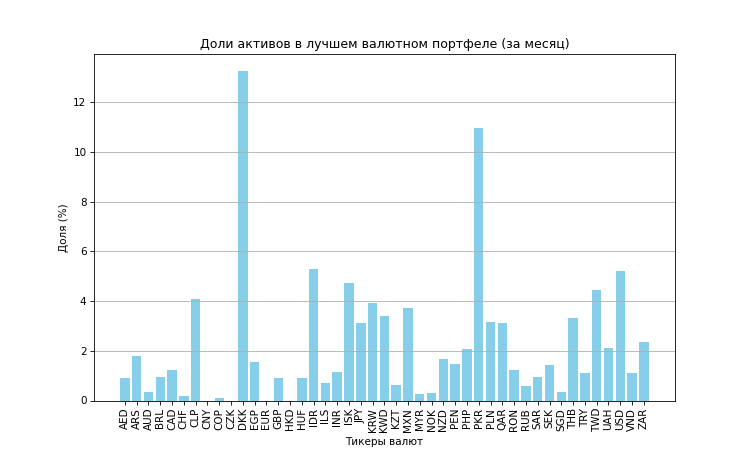 Доли активов в лучшем валютном портфеле (за месяц)
Доля (%)
12
10
8
6
4
2
0
AED ARS AUD BRL CAD CHF CLP CNY COP CZK DKK EGP EUR GBP HKD HUF IDR ILS INR ISK JPY KRW KWD KZT MXN MYR NOK NZD PEN PHP PKR PLN QAR RON RUB SAR SEK SGD THB TRY TWD UAH USD VND ZAR
Тикеры валют